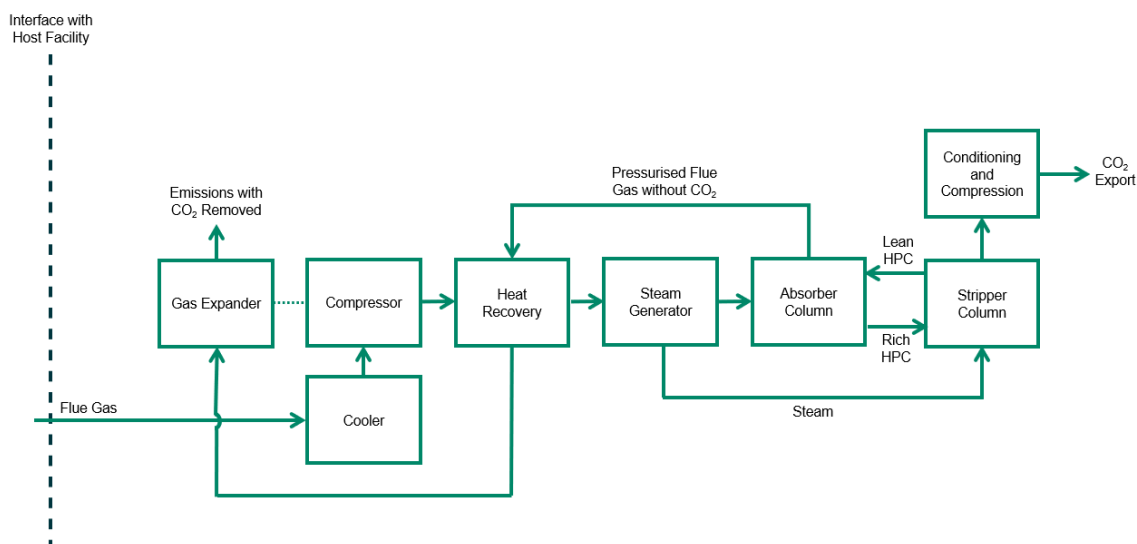 Interface with
Host Facility
Emissions with
CO₂ Removed
Pressurised Flue
Gas without CO₂
Conditioning
and
Compression
CO₂
Export
Lean
HPC
Gas Expander
Compressor
Heat
Recovery
Steam
Generator
Absorber
Column
Stripper
Column
Rich
HPC
Flue Gas
Cooler
Steam